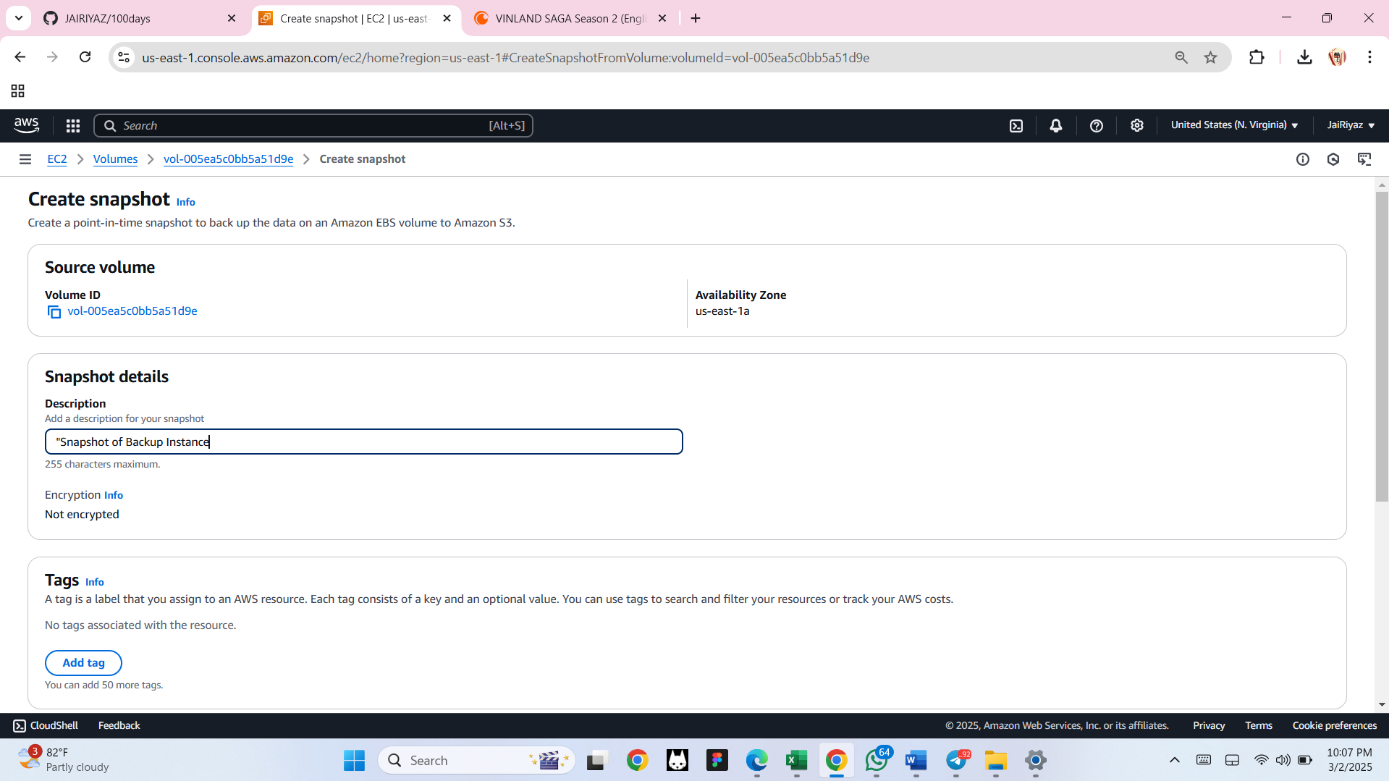 JAIRIYAZ/100days
Create snapshot | EC2 | us-east-
VINLAND SAGA Season 2 (Engl
us-east-1.console.aws.amazon.com/ec2/home?region=us-east-1#CreateSnapshotFromVolume:volumeId=vol-005ea5c0bb5a51d9e
aws
Search
[Alt+S]
United States (N. Virginia)
JaiRiyaz
EC2
Volumes
vol-005ea5c0bb5a51d9e
Create snapshot
Create snapshot Info
Create a point-in-time snapshot to back up the data on an Amazon EBS volume to Amazon S3.
Source volume
Volume ID
vol-005ea5c0bb5a51d9e
Availability Zone
us-east-1a
Snapshot details
Description
Add a description for your snapshot
"Snapshot of Backup Instance
255 characters maximum.
Encryption Info
Not encrypted
Tags Info
A tag is a label that you assign to an AWS resource. Each tag consists of a key and an optional value. You can use tags to search and filter your resources or track your AWS costs.
No tags associated with the resource.
Add tag
You can add 50 more tags.
CloudShell
Feedback
© 2025, Amazon Web Services, Inc. or its affiliates.
Privacy
Terms
Cookie preferences
3
82°F
Partly cloudy
Search
64
92
10:07 PM
3/2/2025